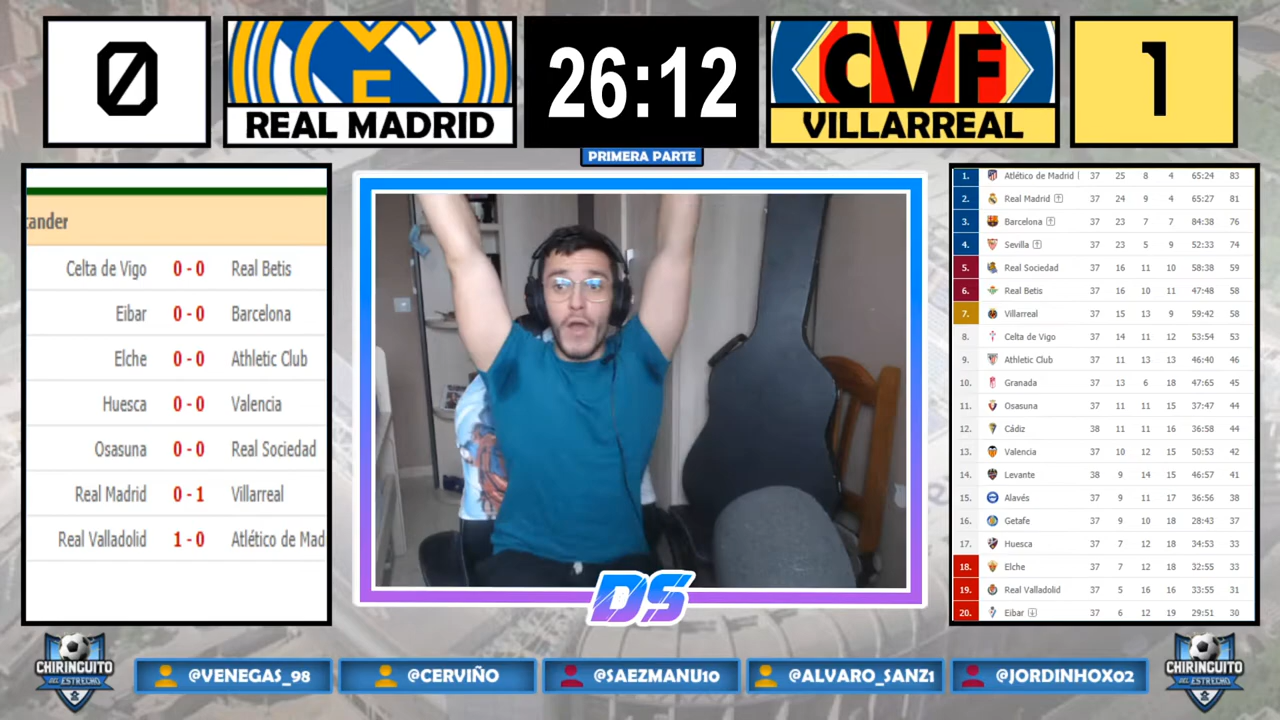 0
REAL MADRID
26:12
CVF
VILLARREAL
1
PRIMERA PARTE
tander
Celta de Vigo 0 - 0 Real Betis
Eibar 0 - 0 Barcelona
Elche 0 - 0 Athletic Club
Huesca 0 - 0 Valencia
Osasuna 0 - 0 Real Sociedad
Real Madrid 0 - 1 Villarreal
Real Valladolid 1 - 0 Atlético de Mad
1. Atlético de Madrid 37 25 8 4 65:24 83
2. Real Madrid 37 24 9 4 65:27 81
3. Barcelona 37 23 7 7 84:38 76
4. Sevilla 37 23 5 9 52:33 74
5. Real Sociedad 37 16 11 10 58:38 59
6. Real Betis 37 16 10 11 47:48 58
7. Villarreal 37 15 13 9 59:42 58
8. Celta de Vigo 37 14 11 12 53:54 53
9. Athletic Club 37 11 13 13 46:40 46
10. Granada 37 13 6 18 47:65 45
11. Osasuna 37 11 11 15 37:47 44
12. Cádiz 38 11 11 16 36:58 44
13. Valencia 37 10 12 15 50:53 42
14. Levante 38 9 14 15 46:57 41
15. Alavés 37 9 11 17 36:56 38
16. Getafe 37 9 10 18 28:43 37
17. Huesca 37 7 12 18 34:53 33
18. Elche 37 7 12 18 32:55 33
19. Real Valladolid 37 5 16 16 33:55 31
20. Eibar 37 6 12 19 29:51 30
DS
CHIRINGUITO
DEL ESTRECHO
@VENEGAS_98
@CERVIÑO
@SAEZMANU10
@ALVARO_SANZ1
@JORDINHOX02
CHIRINGUITO
DEL ESTRECHO